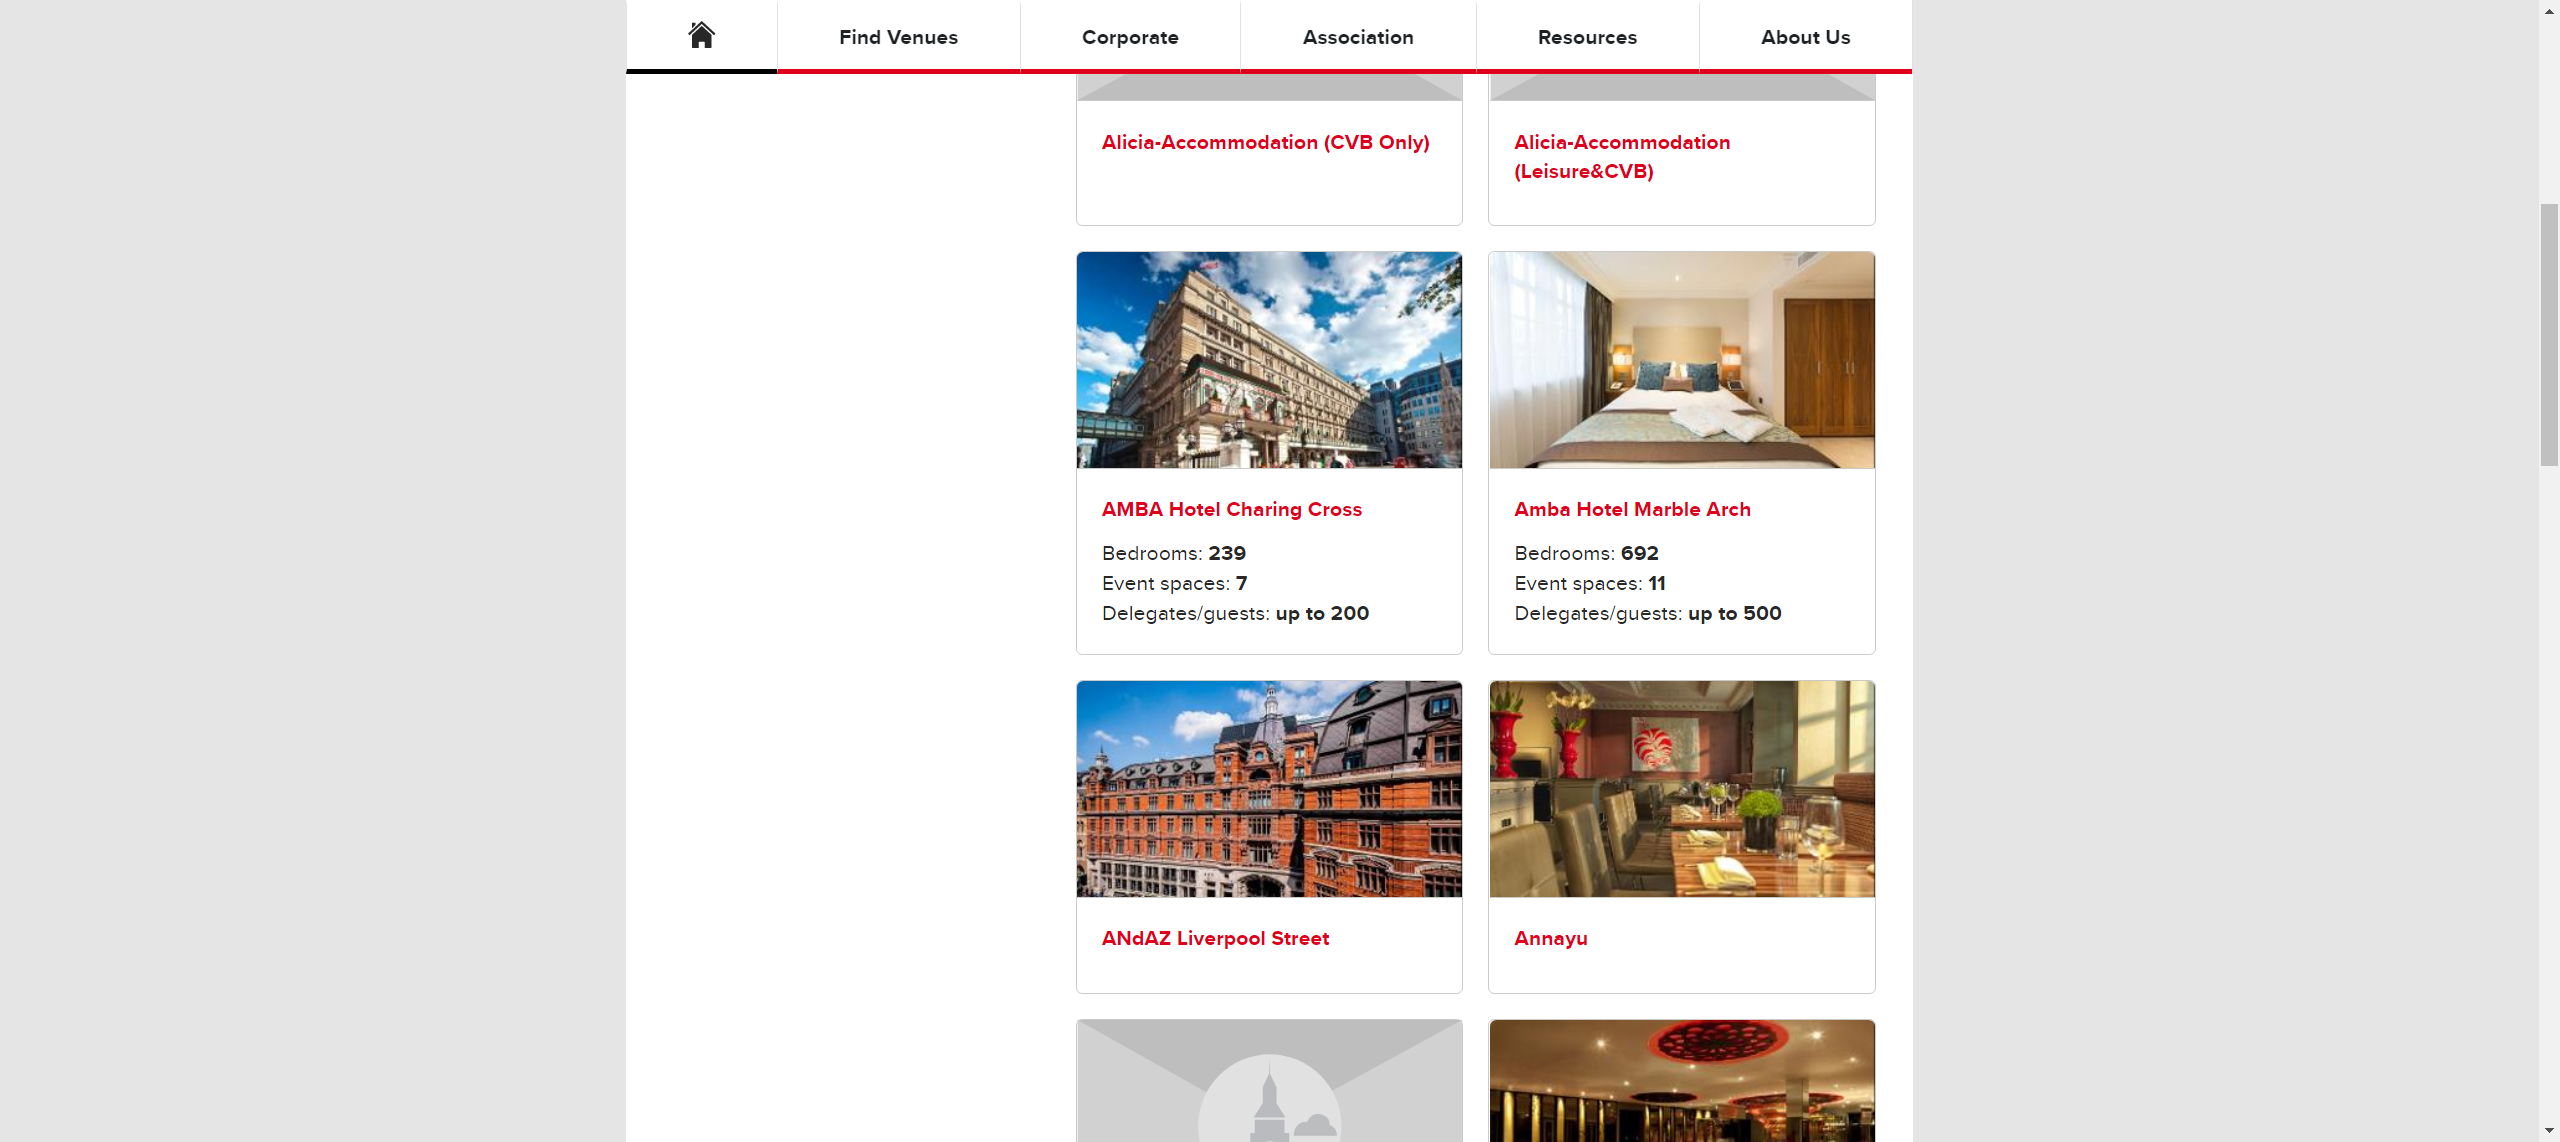 Find Venues
Corporate
Association
Resources
About Us
Alicia-Accommodation (CVB Only)
Alicia-Accommodation
(Leisure&CVB)
AMBA Hotel Charing Cross
Bedrooms: 239
Event spaces: 7
Delegates/guests: up to 200
Amba Hotel Marble Arch
Bedrooms: 692
Event spaces: 11
Delegates/guests: up to 500
ANdAZ Liverpool Street
Annayu